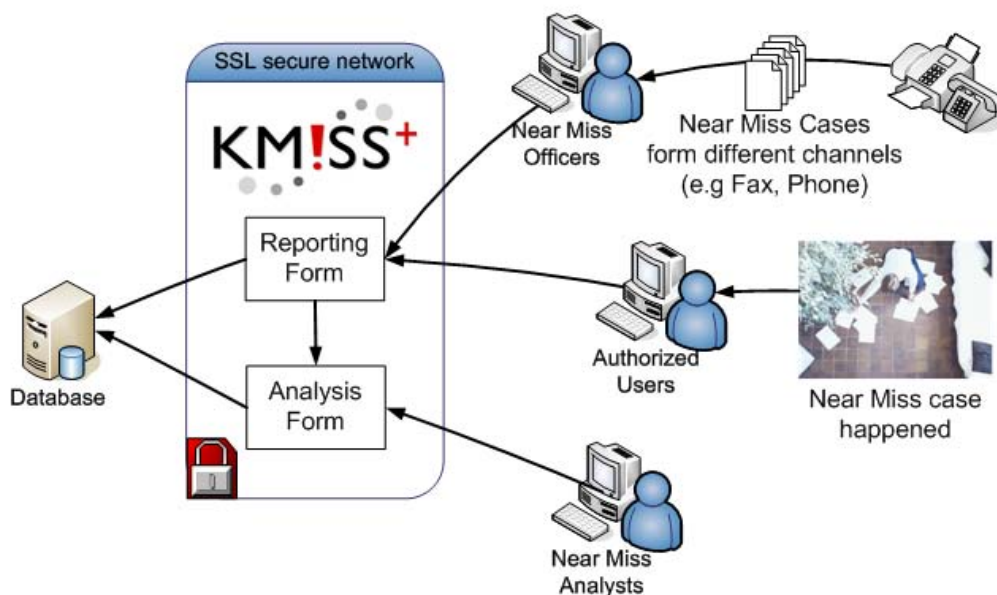 SSL secure network
KM!SS+
Near Miss
Officers
Near Miss Cases
form different channels
(e.g Fax, Phone)
Reporting
Form
Authorized
Users
Near Miss case
happened
Database
Analysis
Form
Near Miss
Analysts